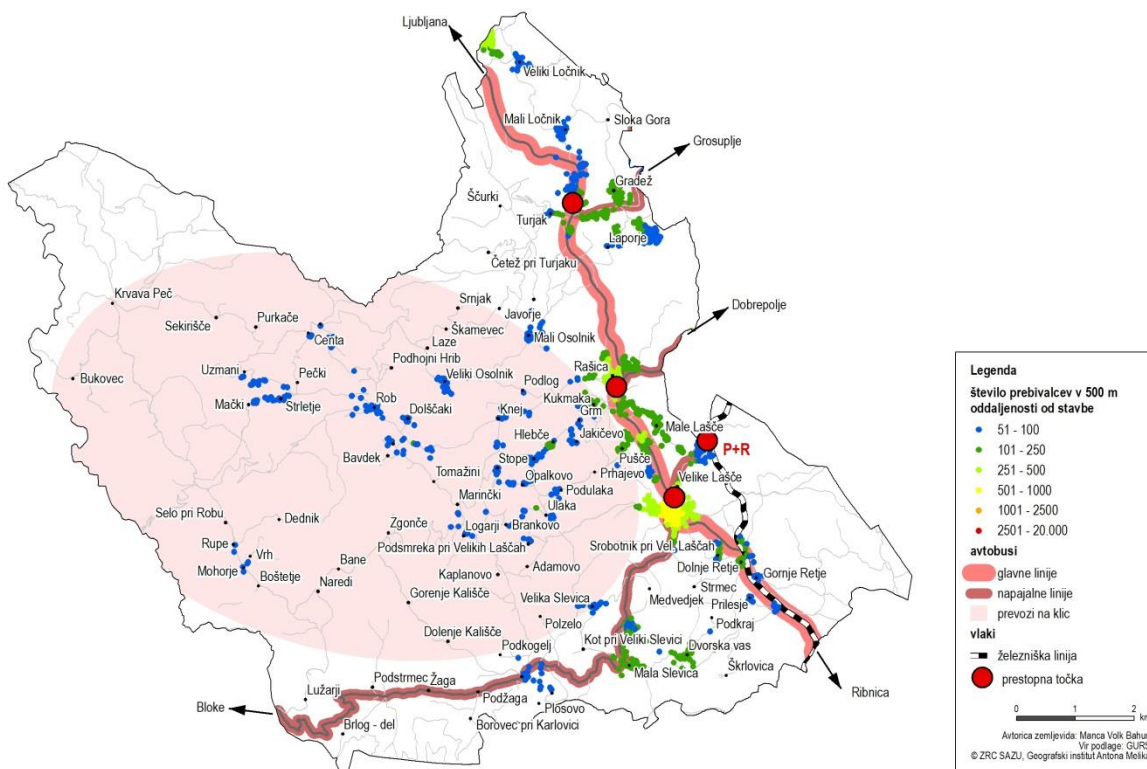 Ljubljana
Veliki Ločnik
Mali Ločnik
Sloka Gora
Grosuplje
Gradež
Ščurki
Turjak
Laporje
Četež pri Turjaku
Krvava Peč
Srnjak
Javorje
Dobrepolje
Sekirišče
Purkače
Škamevec
Centa
Laze
Mali Osolnik
Rašica
Uzmani
Podhojni Hrib
Bukovec
Pečki
Veliki Osolnik
Podlog
Kukmaka
Mački
Strletje
Rob
Dolščaki
Knej
Grm
Male Lašče
Hlebče
Jakičevo
P+R
Bavdek
Stope
Pušče
Prhajevo
Velike Lašče
Tomažini
Opalkovo
Podulaka
Marinčki
Ulaka
Selo pri Robu
Dednik
Zgonče
Logarji
Brankovo
Rupe
Vrh
Podsmreka pri Velikih Laščah
Srobotnik pri Vel. Laščah
Dolnje Retje
Gornje Retje
Mohorje
Bane
Adamovo
Boštetje
Naredi
Kaplanovo
Strmec
Medvedjek
Prilesje
Gorenje Kališče
Velika Slevica
Podkraj
Polzelo
Dolenje Kališče
Podkogelj
Kot pri Veliki Slevici
Dvorska vas
Mala Slevica
Škrlovica
Lužarji
Podstrmec
Žaga
Podžaga
Plosovo
Ribnica
Bloke
Brlog - del
Borovec pri Karlovici
Legenda
število prebivalcev v 500 m
oddaljenosti od stavbe
51 - 100
101 - 250
251 - 500
501 - 1000
1001 - 2500
2501 - 20.000
avtobusi
glavne linije
napajalne linije
prevozi na klic
vlaki
železniška linija
prestopna točka
0 1 2
km
Avtorica zemljevida: Manca Volk Bahun
Vir podlage: GURS
© ZRC SAZU, Geografski institut Antona Melika